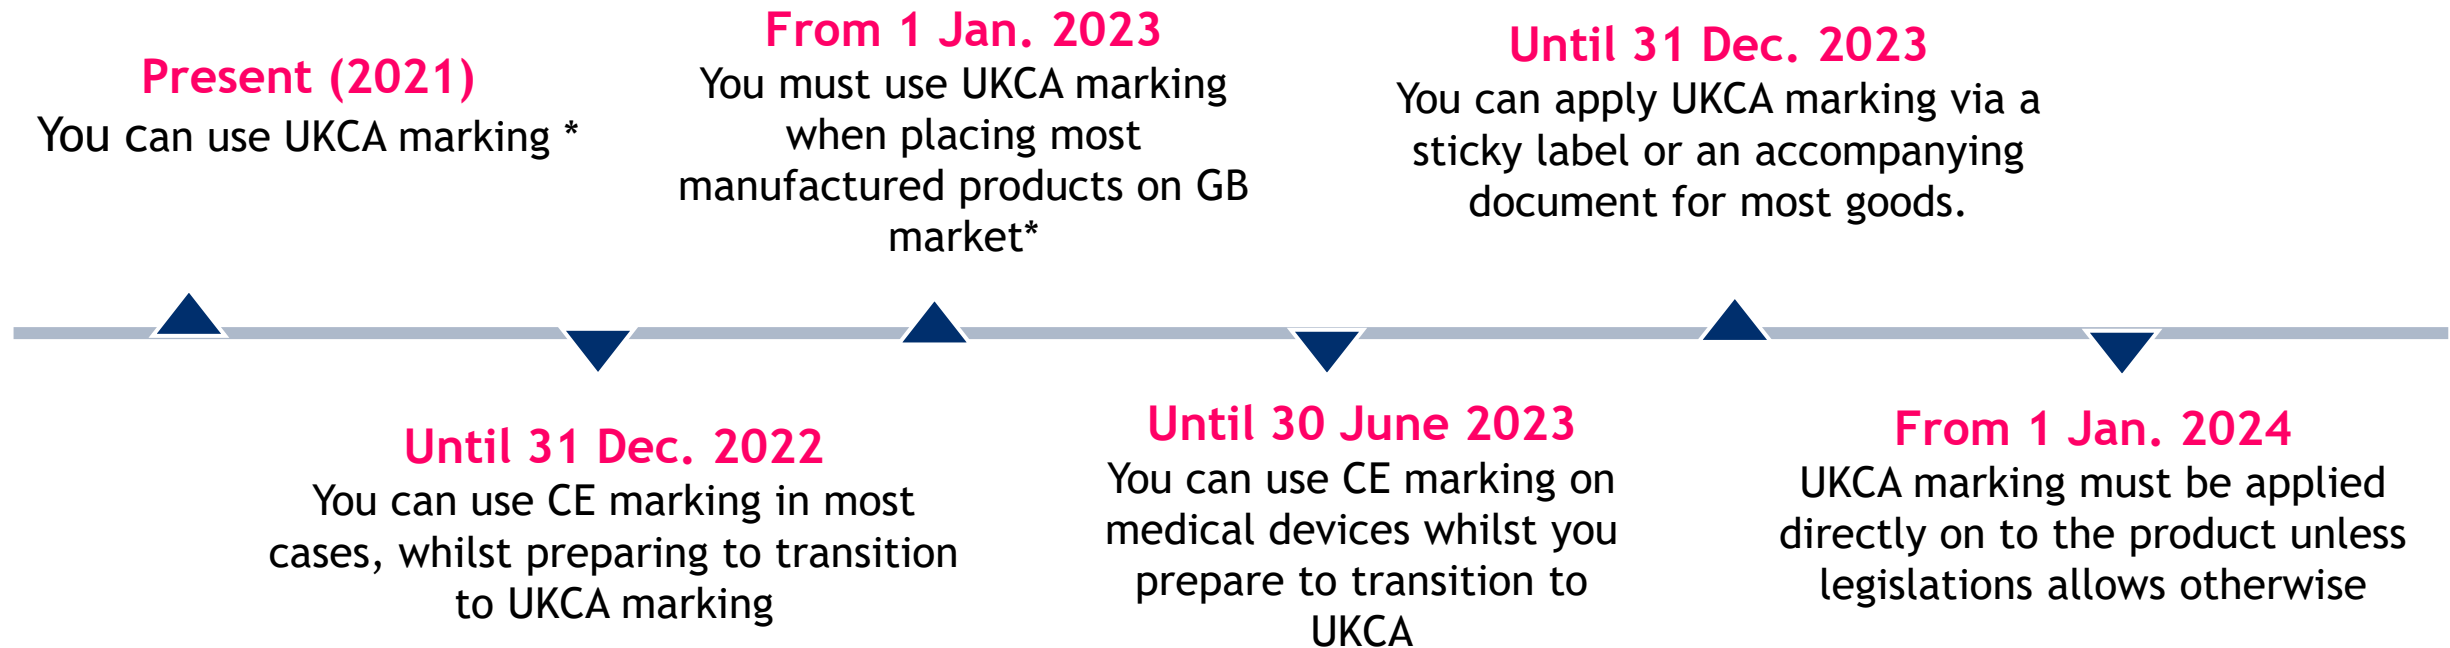 Present (2021)
You can use UKCA marking *
Until 31 Dec. 2022
You can use CE marking in most
cases, whilst preparing to transition
to UKCA marking
From 1 Jan. 2023
You must use UKCA marking
when placing most
manufactured products on GB
market*
Until 30 June 2023
You can use CE marking on
medical devices whilst you
prepare to transition to
UKCA
Until 31 Dec. 2023
You can apply UKCA marking via a
sticky label or an accompanying
document for most goods.
From 1 Jan. 2024
UKCA marking must be applied
directly on to the product unless
legislations allows otherwise